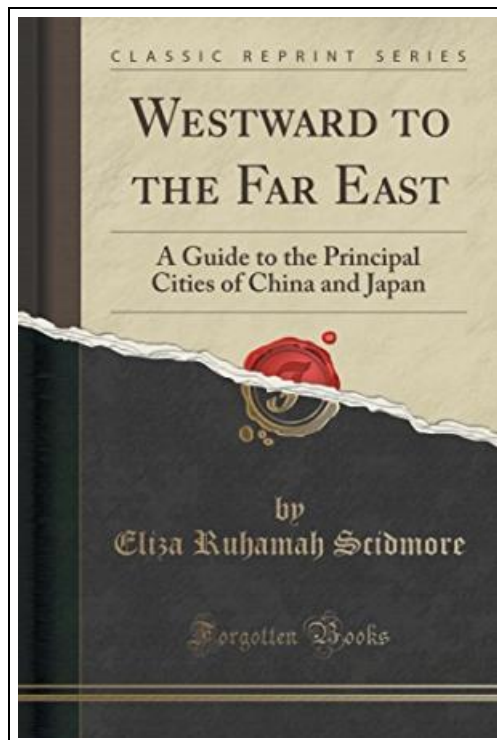 CLASSIC REPRINT SERIES
WESTWARD TO
THE FAR EAST
A Guide to the Principal
Cities of China and Japan
by
Eliza Ruhamah Scidmore
Forgotten Books